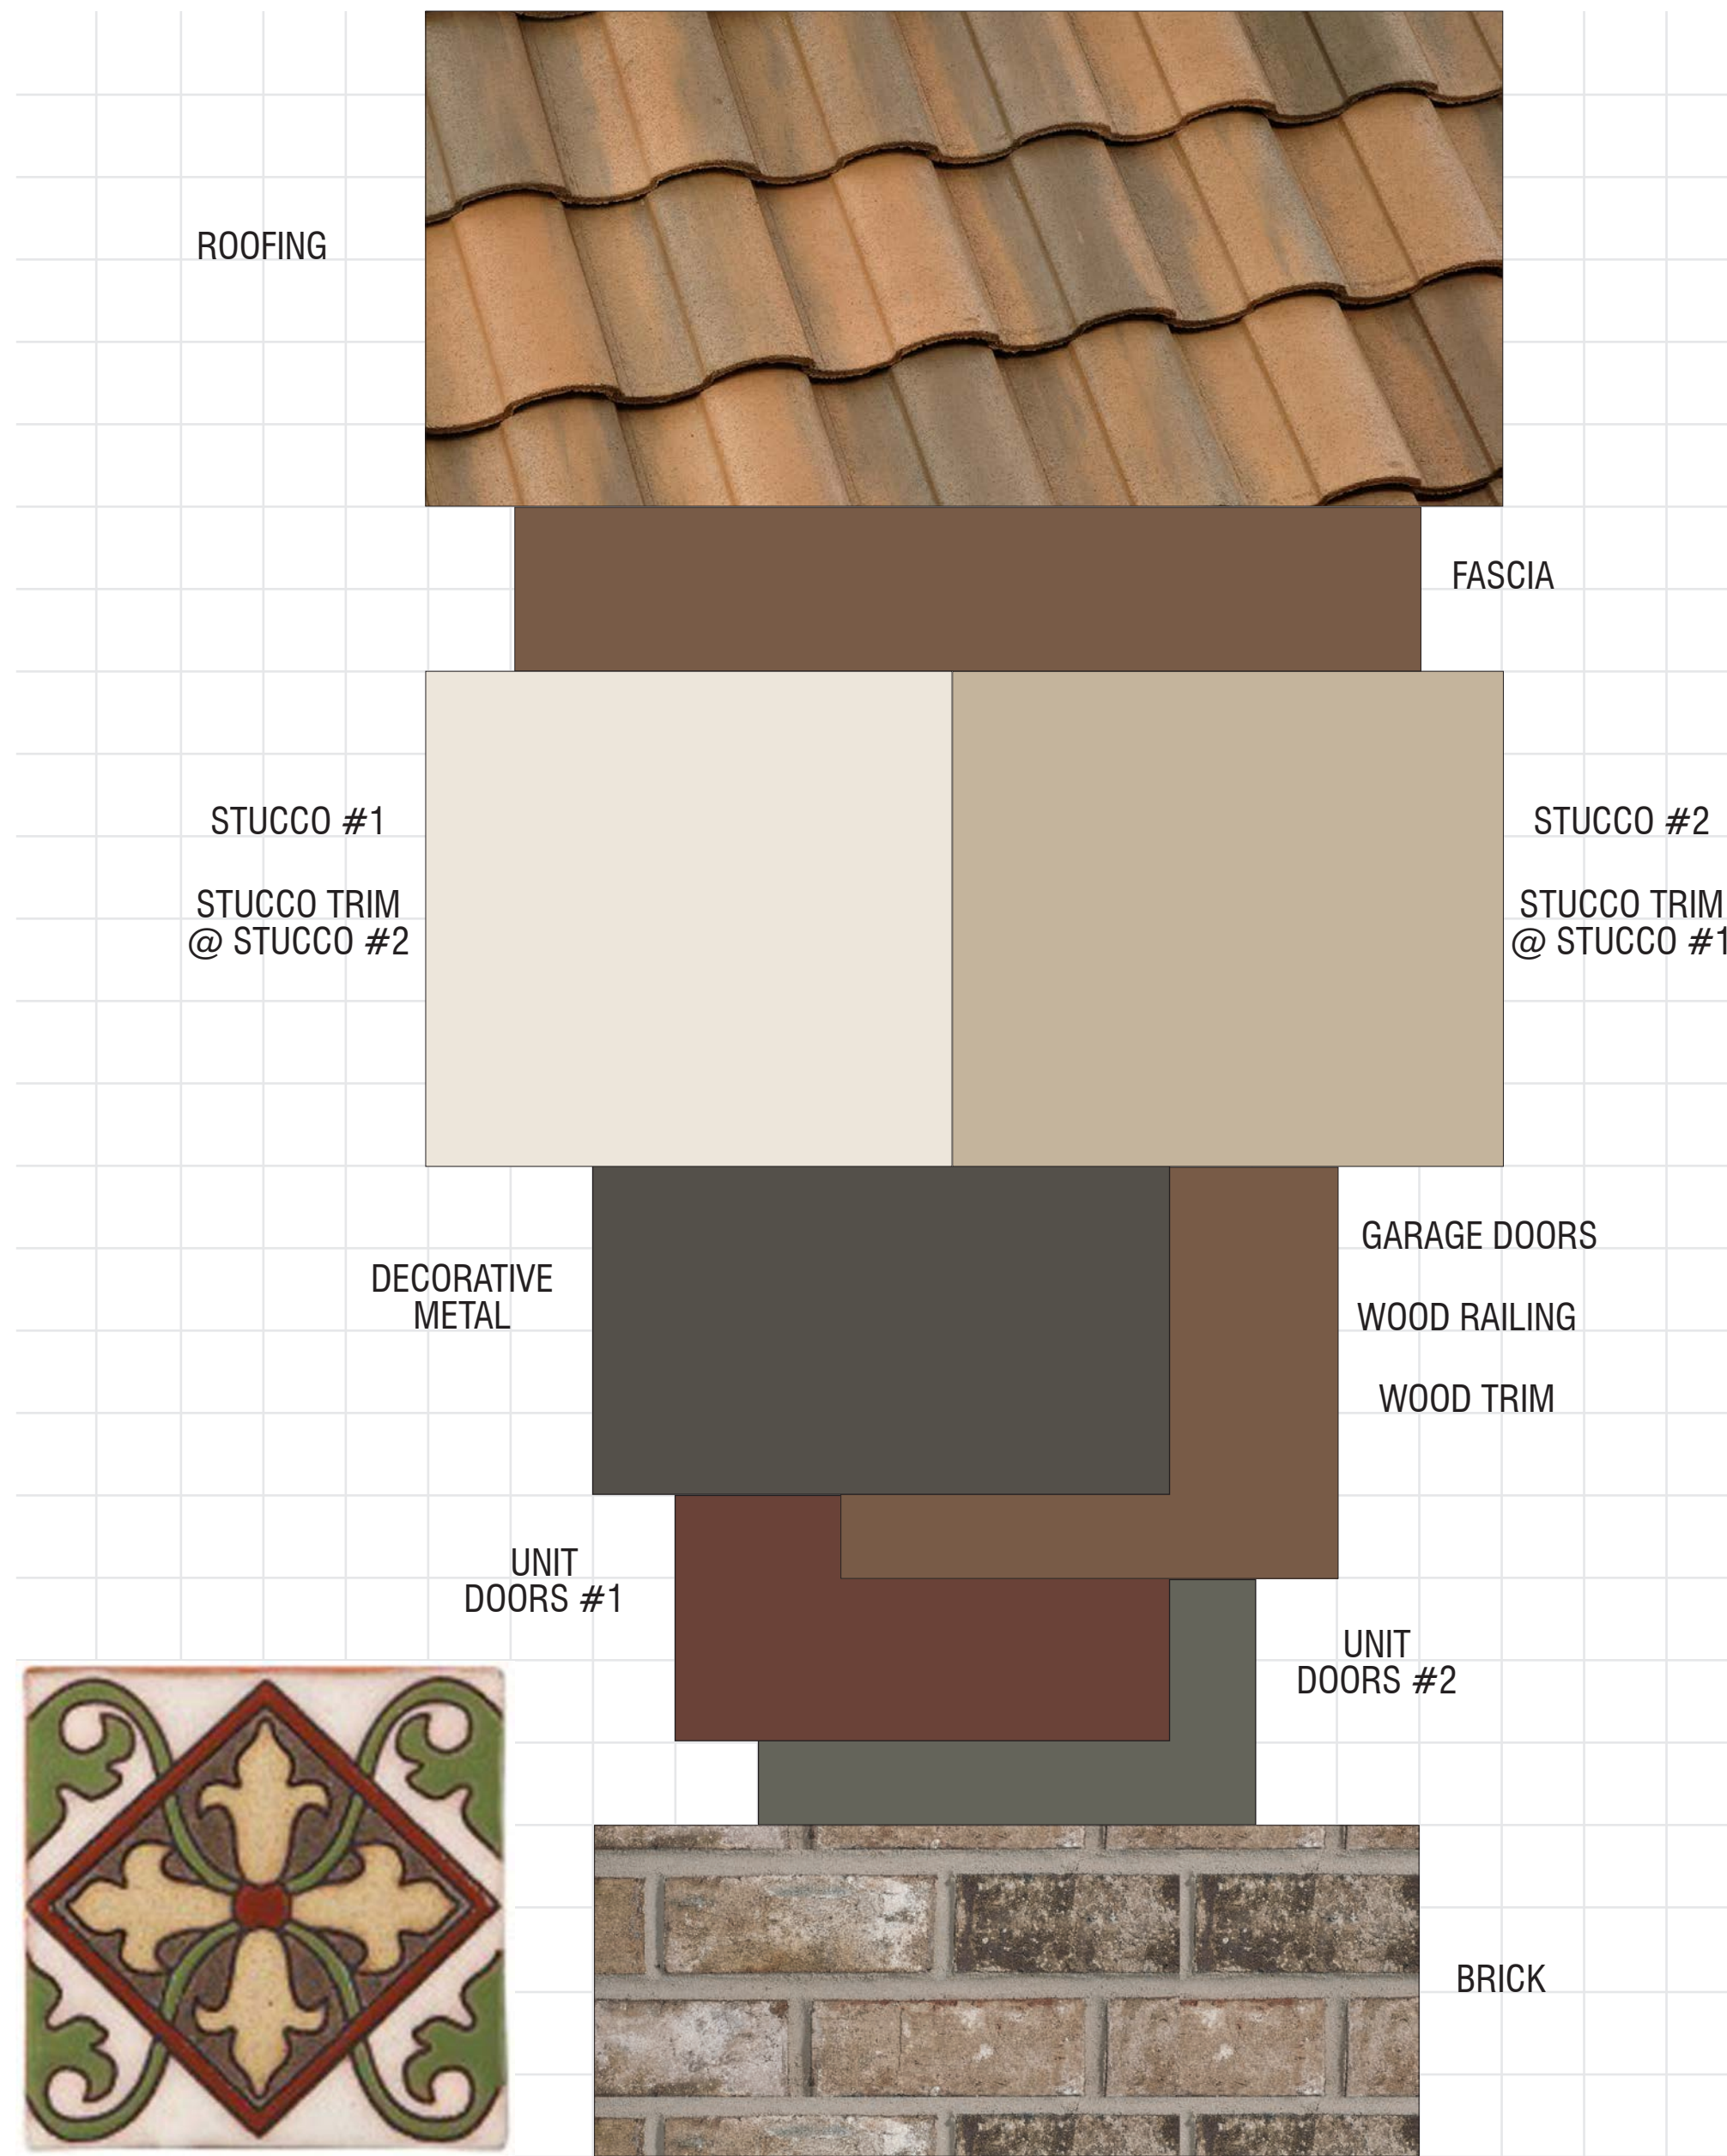 ROOFING
FASCIA
STUCCO #1
STUCCO TRIM
@ STUCCO #2
STUCCO #2
STUCCO TRIM
@ STUCCO #1
DECORATIVE
METAL
GARAGE DOORS
WOOD RAILING
WOOD TRIM
UNIT
DOORS #1
UNIT
DOORS #2
BRICK